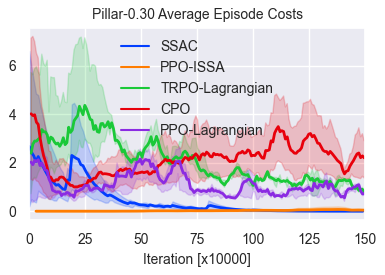 Pillar-0.30 Average Episode Costs
SSAC
PPO-ISSA
TRPO-Lagrangian
CPO
PPO-Lagrangian
6
4
2
0
0 25 50 75 100 125 150
Iteration [x10000]